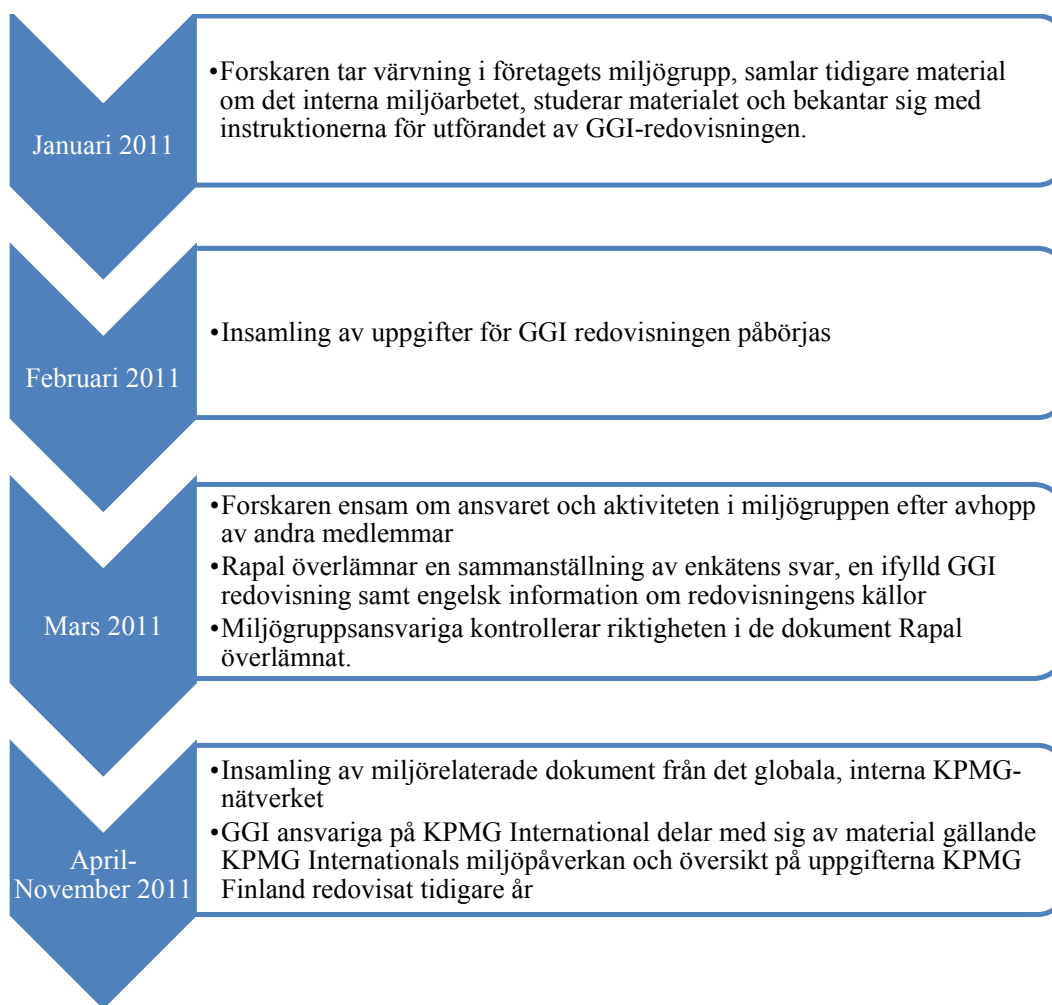 Januari 2011
•Forskaren tar värvning i företagets miljögrupp, samlar tidigare material
om det interna miljöarbetet, studerar materialet och bekantar sig med
instruktionerna för utförandet av GGI-redovisningen.
Februari 2011
•Insamling av uppgifter för GGI redovisningen påbörjas
Mars 2011
•Forskaren ensam om ansvaret och aktiviteten i miljögruppen efter avhopp
av andra medlemmar
•Rapal överlämnar en sammanställning av enkätens svar, en ifylld GGI
redovisning samt engelsk information om redovisningens källor
•Miljögruppsansvariga kontrollerar riktigheten i de dokument Rapal
överlämnat.
April-
November 2011
•Insamling av miljörelaterade dokument från det globala, interna KPMG-
nätverket
•GGI ansvariga på KPMG International delar med sig av material gällande
KPMG Internationals miljöpåverkan och översikt på uppgifterna KPMG
Finland redovisat tidigare år